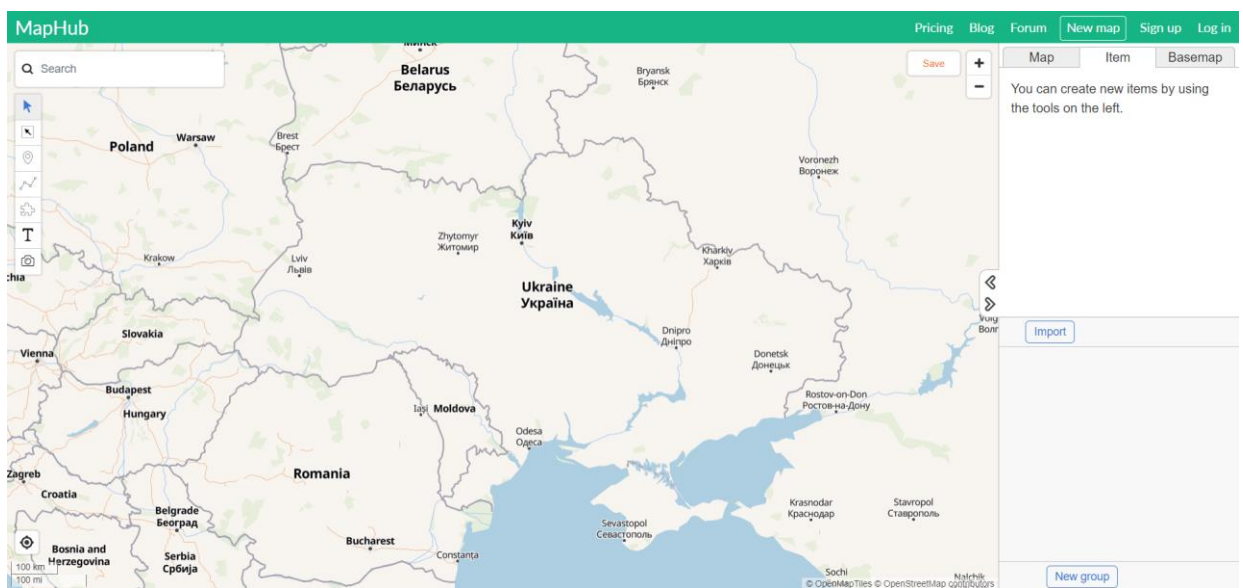 MapHub
Pricing Blog Forum New map Sign up Log in
Search
Save
+
−
Map Item Basemap
You can create new items by using
the tools on the left.
Import
New group
T
Belarus
Беларусь
Bryansk
Брянск
Poland
Warsaw
Brest
Брест
Voronezh
Воронеж
Kyiv
Київ
Zhytomyr
Житомир
Kharkiv
Харків
Krakow
Lviv
Львів
Ukraine
Україна
Slovakia
Dnipro
Дніпро
Vienna
Donetsk
Донецьк
Budapest
Hungary
Rostov-on-Don
Ростов-на-Дону
Iași
Moldova
Odesa
Одеса
Romania
Zagreb
Croatia
Belgrade
Београд
Krasnodar
Краснодар
Stavropol
Ставрополь
Sevastopol
Севастополь
Bosnia and
Herzegovina
Serbia
Србија
Bucharest
Constanța
Sochi
100 km
100 mi
© OpenMapTiles © OpenStreetMap contributors